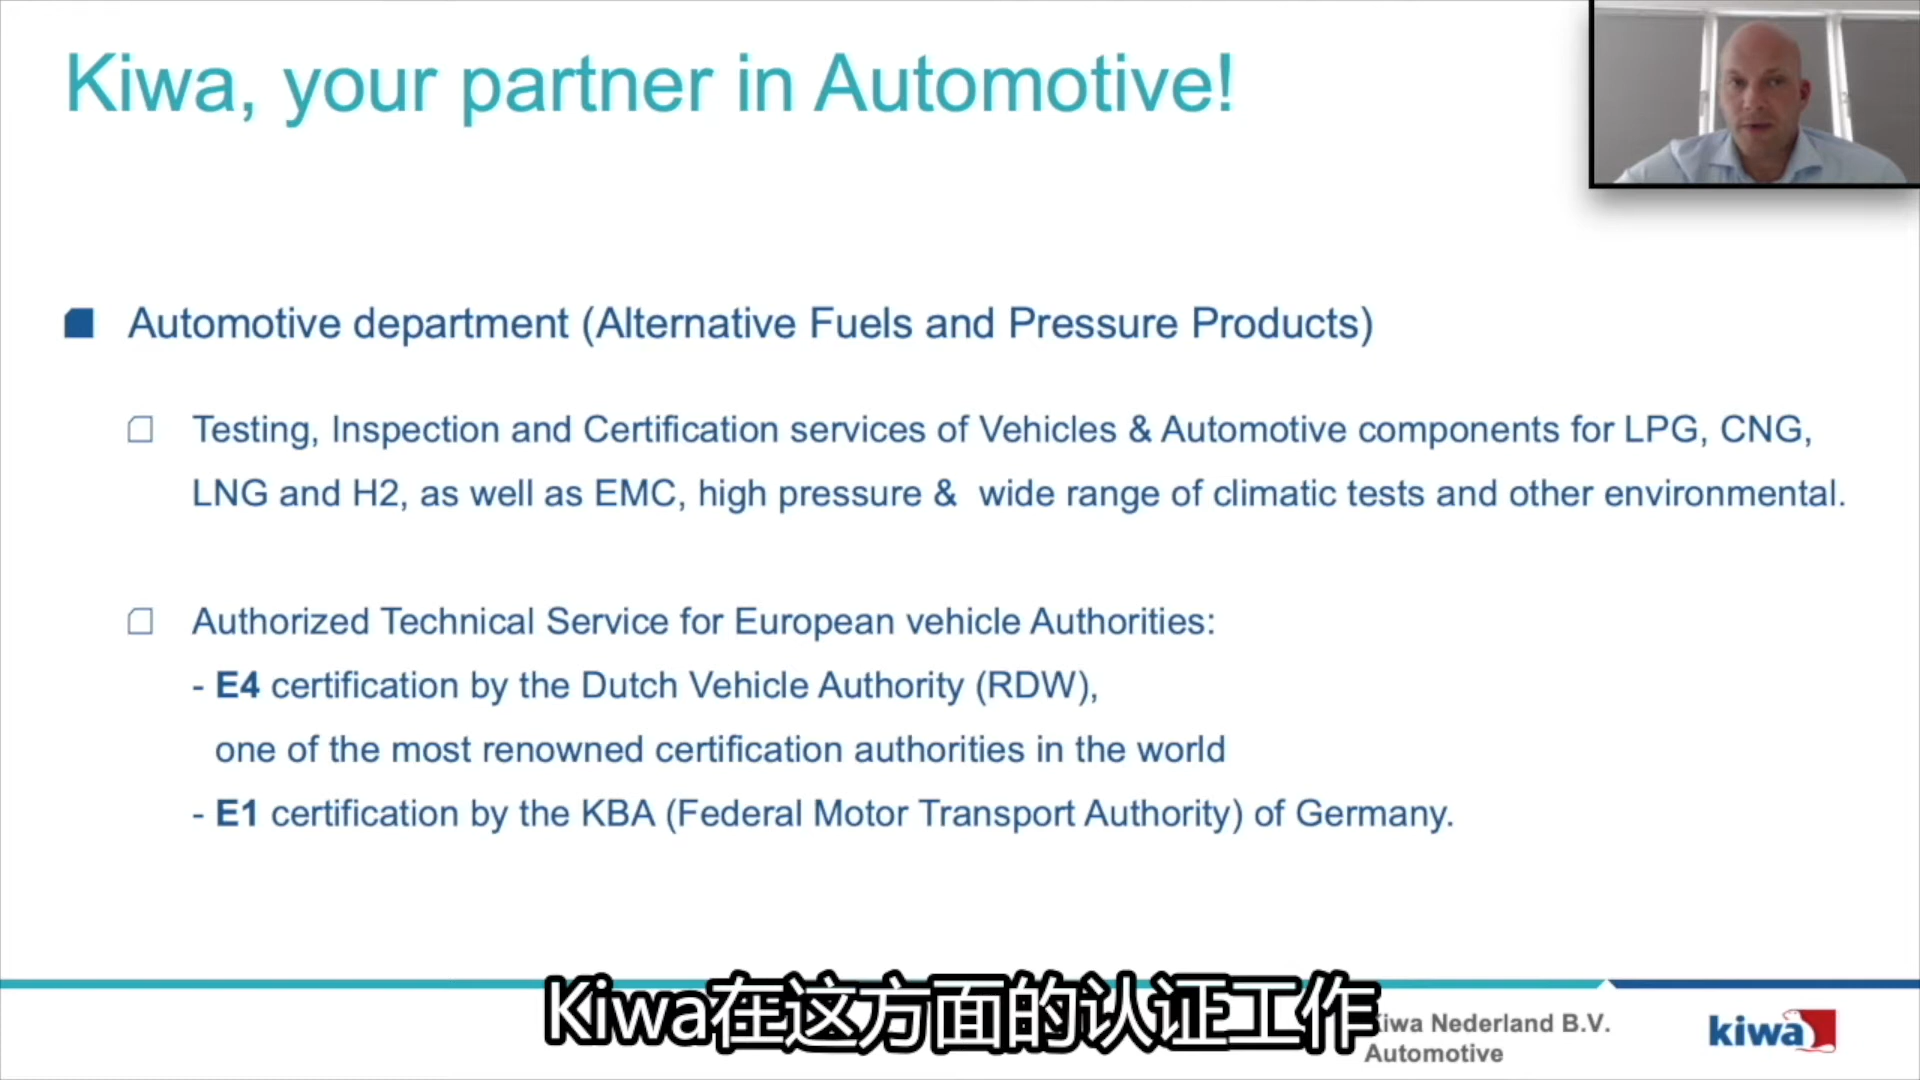 Kiwa, your partner in Automotive!
Automotive department (Alternative Fuels and Pressure Products)
Testing, Inspection and Certification services of Vehicles & Automotive components for LPG, CNG,
LNG and H2, as well as EMC, high pressure & wide range of climatic tests and other environmental.
Authorized Technical Service for European vehicle Authorities:
- E4 certification by the Dutch Vehicle Authority (RDW),
one of the most renowned certification authorities in the world
- E1 certification by the KBA (Federal Motor Transport Authority) of Germany.
Kiwa在这方面的认证工作
Kiwa Nederland B.V.
Automotive
kiwa